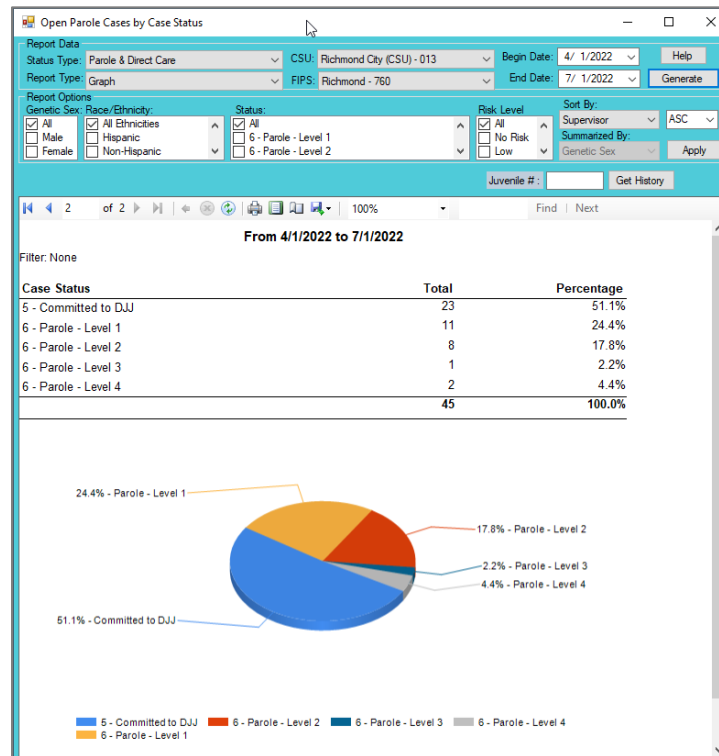 Open Parole Cases by Case Status
Report Data
Status Type: Parole & Direct Care CSU: Richmond City (CSU) - 013 Begin Date: 4/ 1/2022 Help
Report Type: Graph FIPS: Richmond - 760 End Date: 7/ 1/2022 Generate
Report Options
Genetic Sex: Race/Ethnicity: Status: Risk Level Sort By:
All All Ethnicities All All Supervisor ASC
Male Hispanic 6 - Parole - Level 1 No Risk Summarized By:
Female Non-Hispanic 6 - Parole - Level 2 Low Genetic Sex Apply
Juvenile # : Get History
2 of 2 100% Find | Next
From 4/1/2022 to 7/1/2022
Filter: None
Case Status Total Percentage
5 - Committed to DJJ 23 51.1%
6 - Parole - Level 1 11 24.4%
6 - Parole - Level 2 8 17.8%
6 - Parole - Level 3 1 2.2%
6 - Parole - Level 4 2 4.4%
45 100.0%
24.4% - Parole - Level 1
17.8% - Parole - Level 2
2.2% - Parole - Level 3
4.4% - Parole - Level 4
51.1% - Committed to DJJ
5 - Committed to DJJ 6 - Parole - Level 2 6 - Parole - Level 3 6 - Parole - Level 4
6 - Parole - Level 1